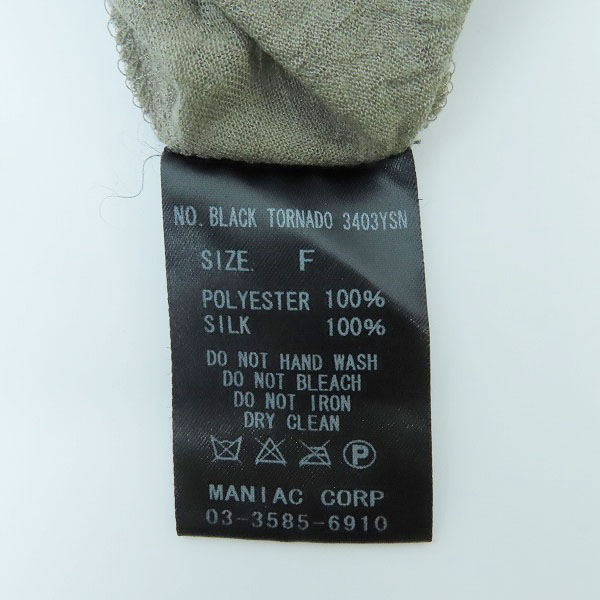 NO. BLACK TORNADO 3403YSN
SIZE. F
POLYESTER 100%
SILK 100%
DO NOT HAND WASH
DO NOT BLEACH
DO NOT IRON
DRY CLEAN
P
MANIAC CORP
03-3585-6910